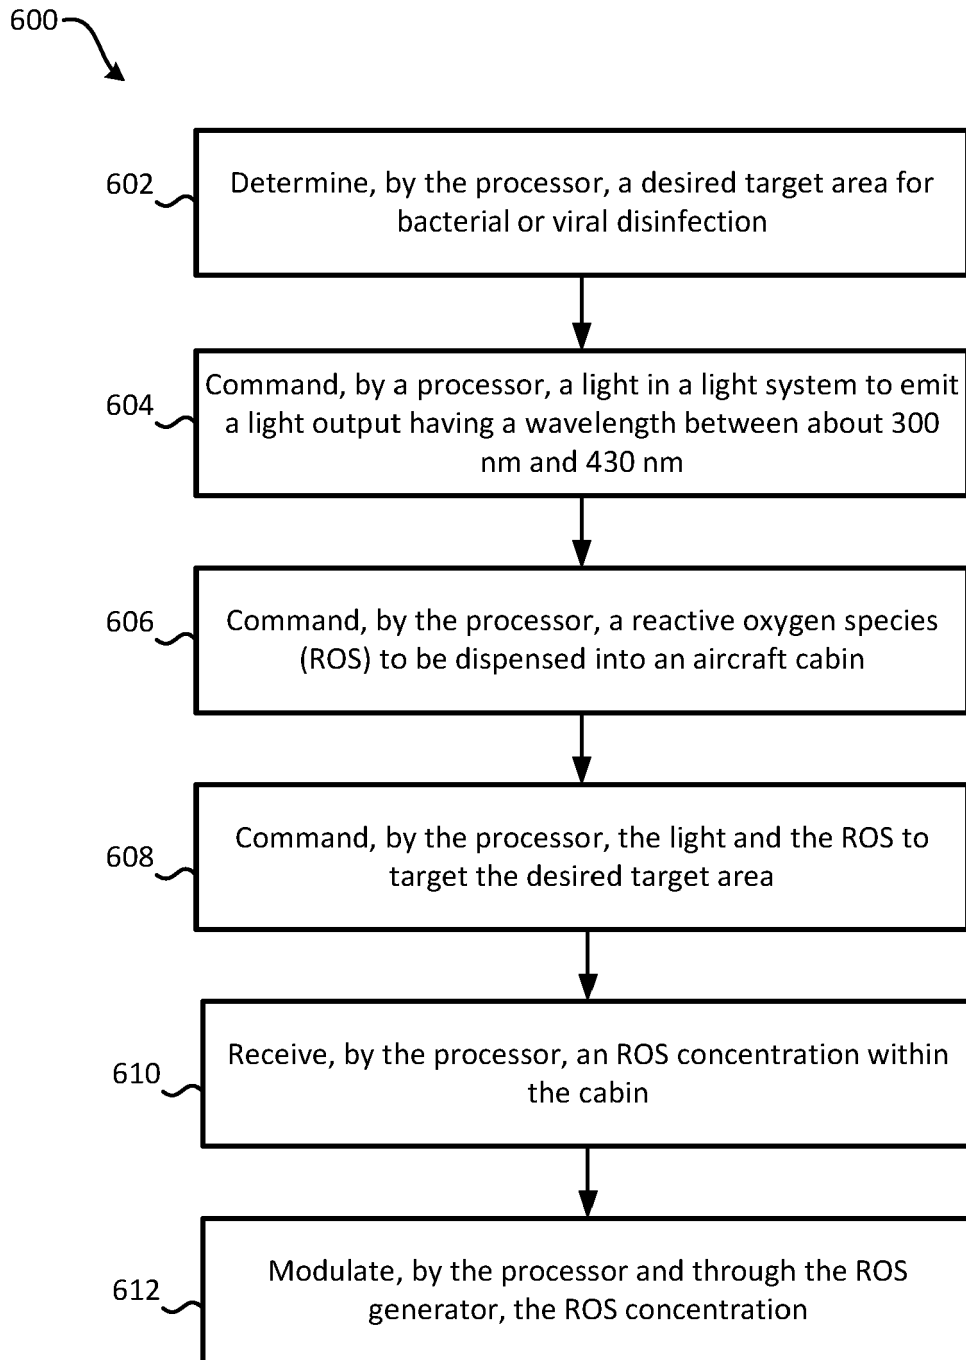 600
602
Determine, by the processor, a desired target area for
bacterial or viral disinfection
604
Command, by a processor, a light in a light system to emit
a light output having a wavelength between about 300
nm and 430 nm
606
Command, by the processor, a reactive oxygen species
(ROS) to be dispensed into an aircraft cabin
608
Command, by the processor, the light and the ROS to
target the desired target area
610
Receive, by the processor, an ROS concentration within
the cabin
612
Modulate, by the processor and through the ROS
generator, the ROS concentration